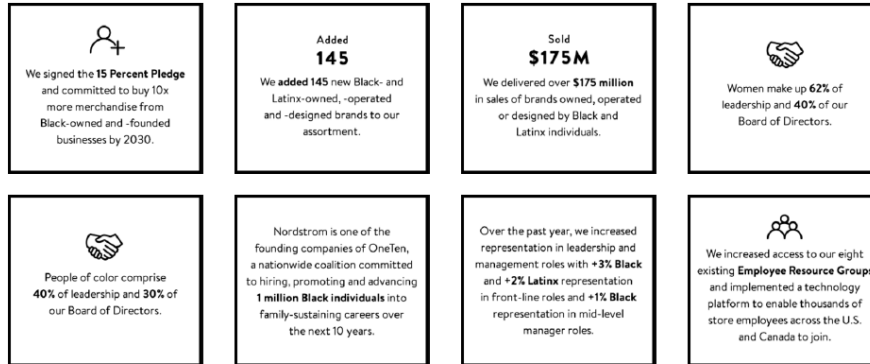 We signed the 15 Percent Pledge
and committed to buy 10x
more merchandise from
Black-owned and -founded
businesses by 2030.
Added
145
We added 145 new Black- and
Latinx-owned, -operated
and -designed brands to our
assortment.
Sold
$175M
We delivered over $175 million
in sales of brands owned, operated
or designed by Black and
Latinx individuals.
Women make up 62% of
leadership and 40% of our
Board of Directors.
People of color comprise
40% of leadership and 30% of
our Board of Directors.
Nordstrom is one of the
founding companies of OneTen,
a nationwide coalition committed
to hiring, promoting and advancing
1 million Black individuals into
family-sustaining careers over
the next 10 years.
Over the past year, we increased
representation in leadership and
management roles with +3% Black
and +2% Latinx representation
in front-line roles and +1% Black
representation in mid-level
manager roles.
We increased access to our eight
existing Employee Resource Groups
and implemented a technology
platform to enable thousands of
store employees across the U.S.
and Canada to join.